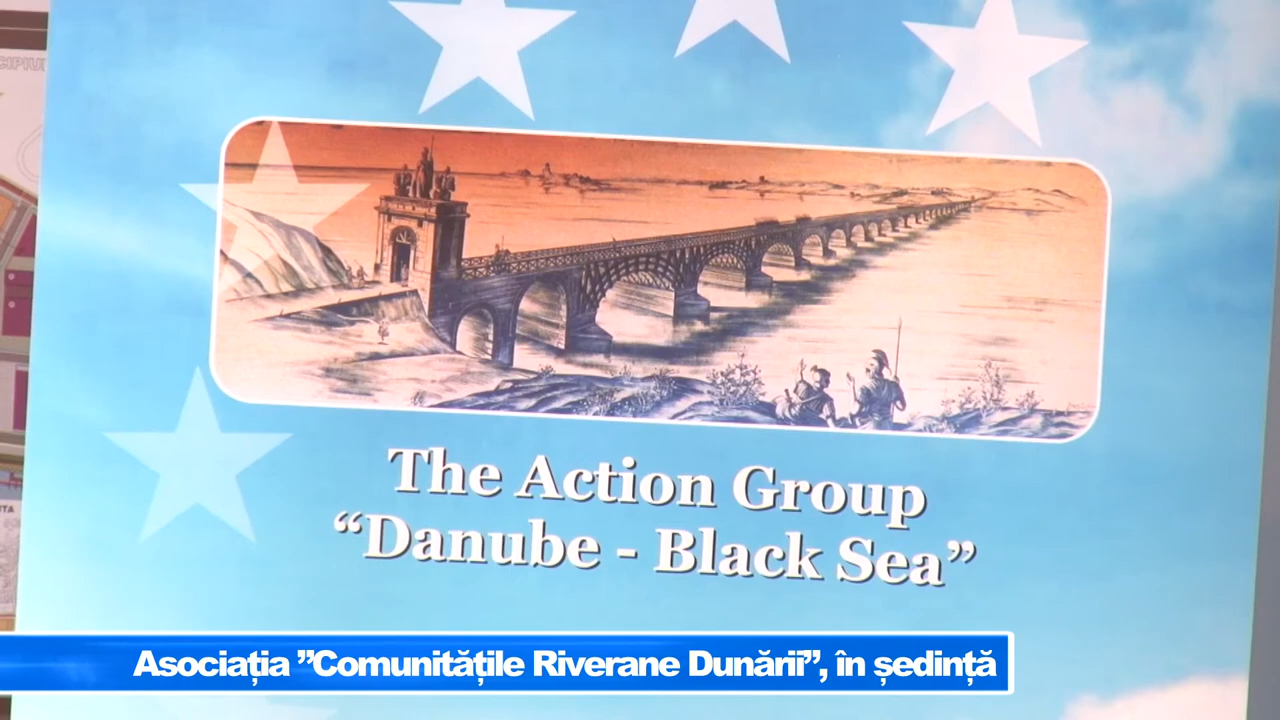 The Action Group
“Danube - Black Sea”
Asociația ”Comunitățile Riverane Dunării”, în ședință